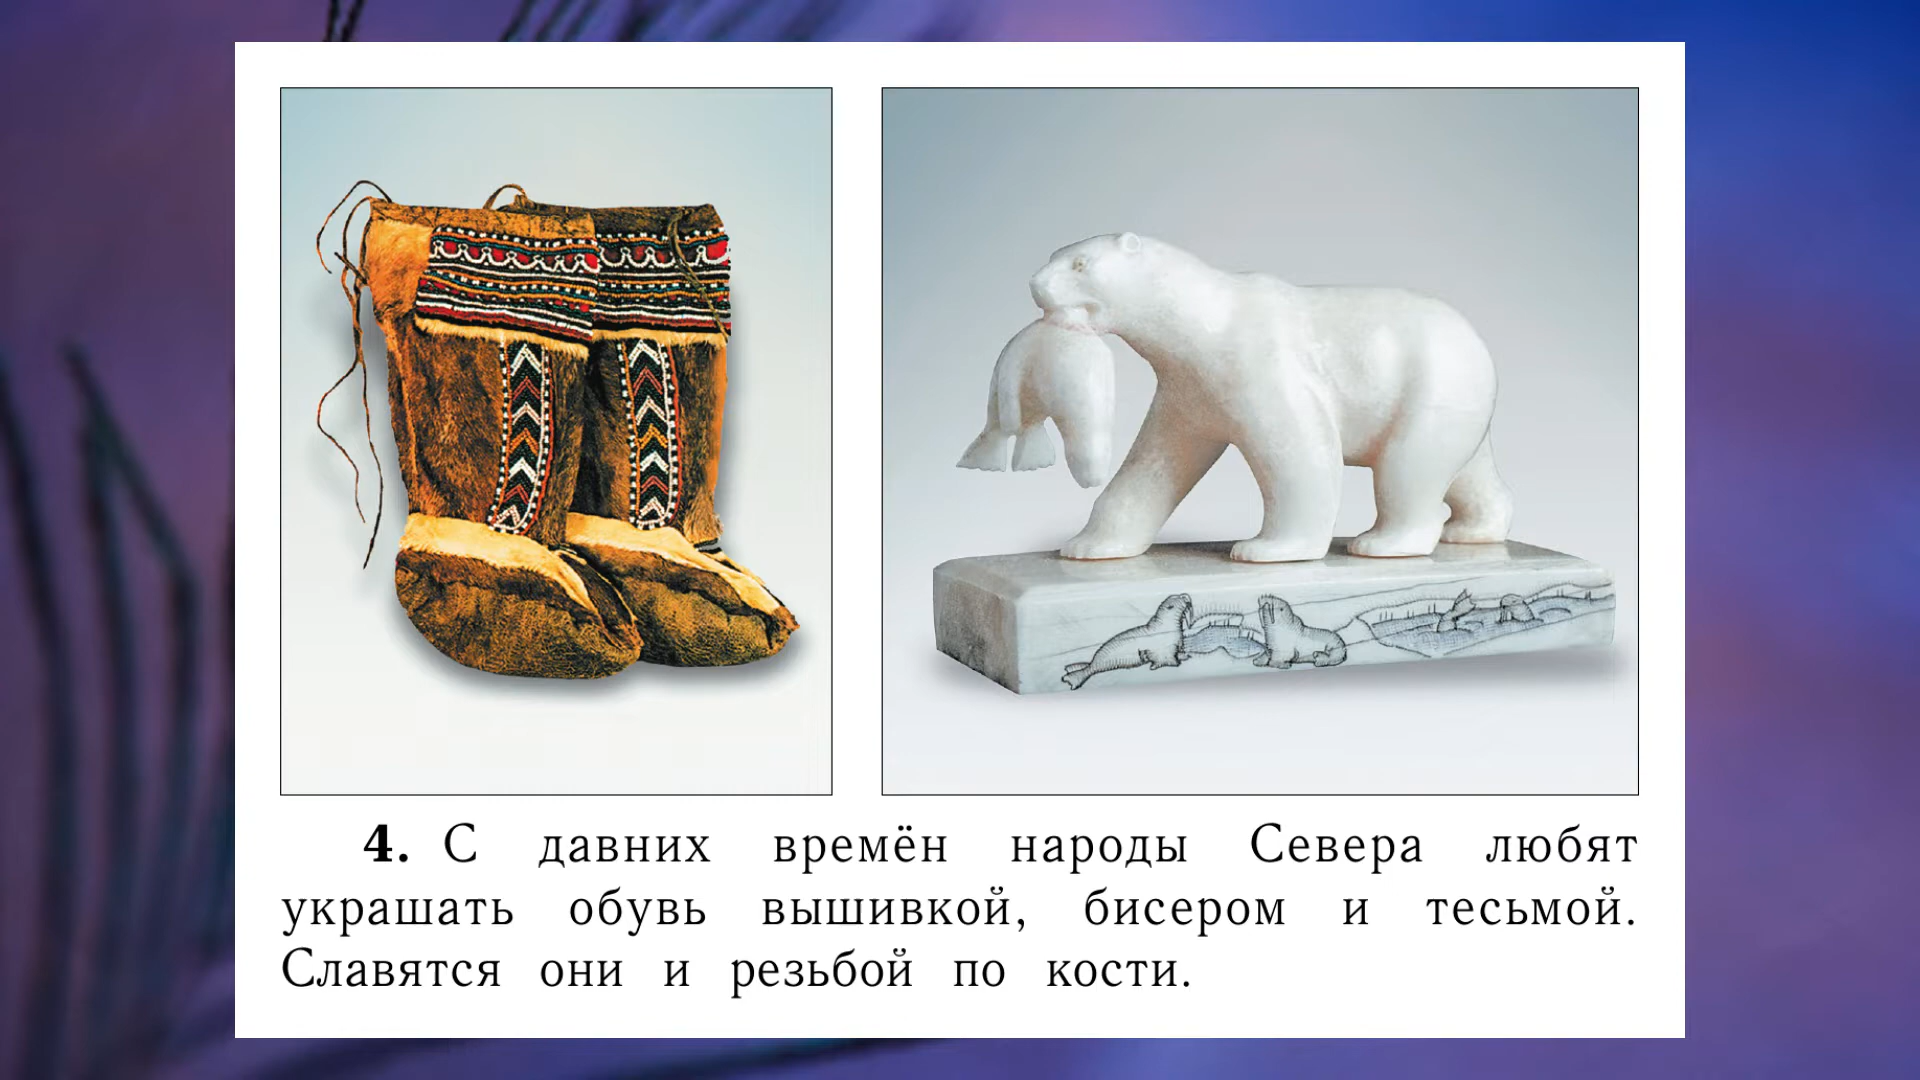 4. С давних времён народы Севера любят
украшать обувь вышивкой, бисером и тесьмой.
Славятся они и резьбой по кости.